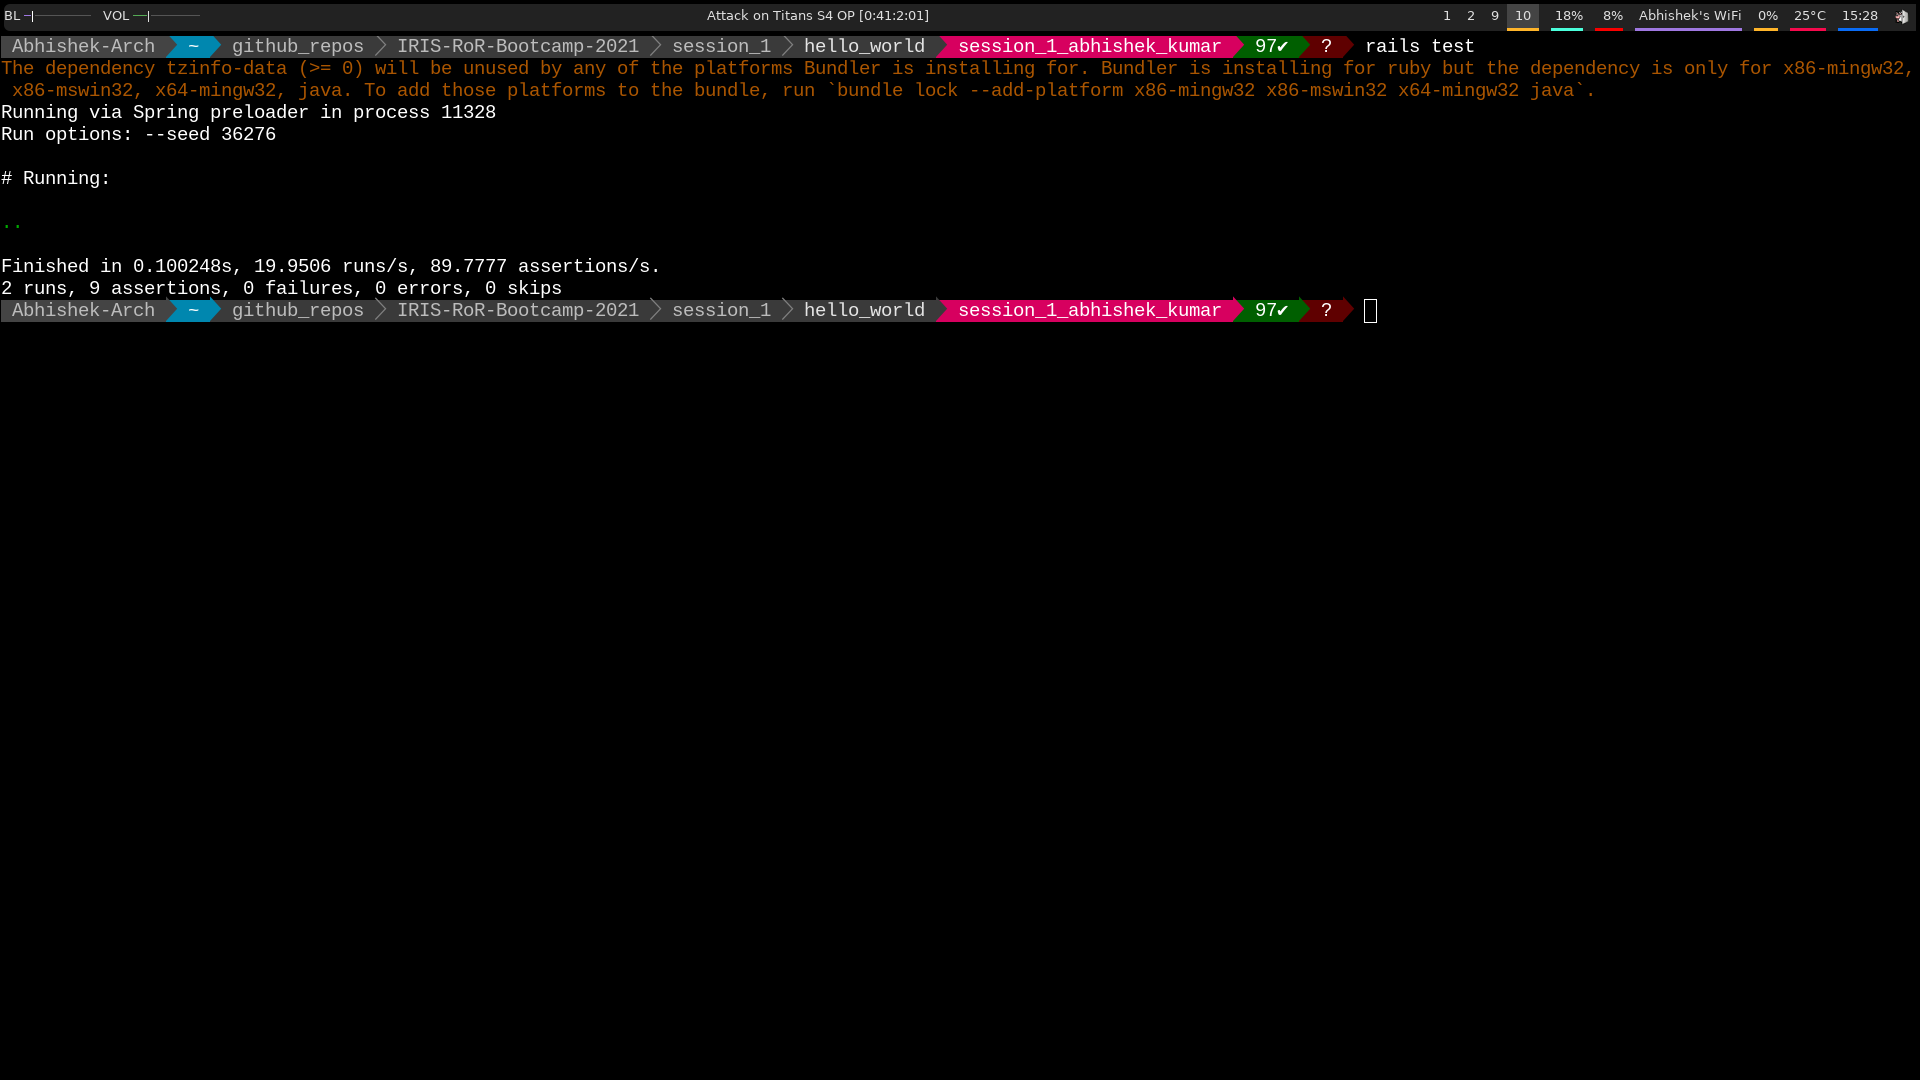 BL VOL Attack on Titans S4 OP [0:41:2:01] 1 2 9 10 18% 8% Abhishek's WiFi 0% 25°C 15:28
Abhishek-Arch ~ github_repos IRIS-RoR-Bootcamp-2021 session_1 hello_world session_1_abhishek_kumar 97✔ ? rails test
The dependency tzinfo-data (>= 0) will be unused by any of the platforms Bundler is installing for. Bundler is installing for ruby but the dependency is only for x86-mingw32,
x86-mswin32, x64-mingw32, java. To add those platforms to the bundle, run `bundle lock --add-platform x86-mingw32 x86-mswin32 x64-mingw32 java`.
Running via Spring preloader in process 11328
Run options: --seed 36276
# Running:
..
Finished in 0.100248s, 19.9506 runs/s, 89.7777 assertions/s.
2 runs, 9 assertions, 0 failures, 0 errors, 0 skips
Abhishek-Arch ~ github_repos IRIS-RoR-Bootcamp-2021 session_1 hello_world session_1_abhishek_kumar 97✔ ?